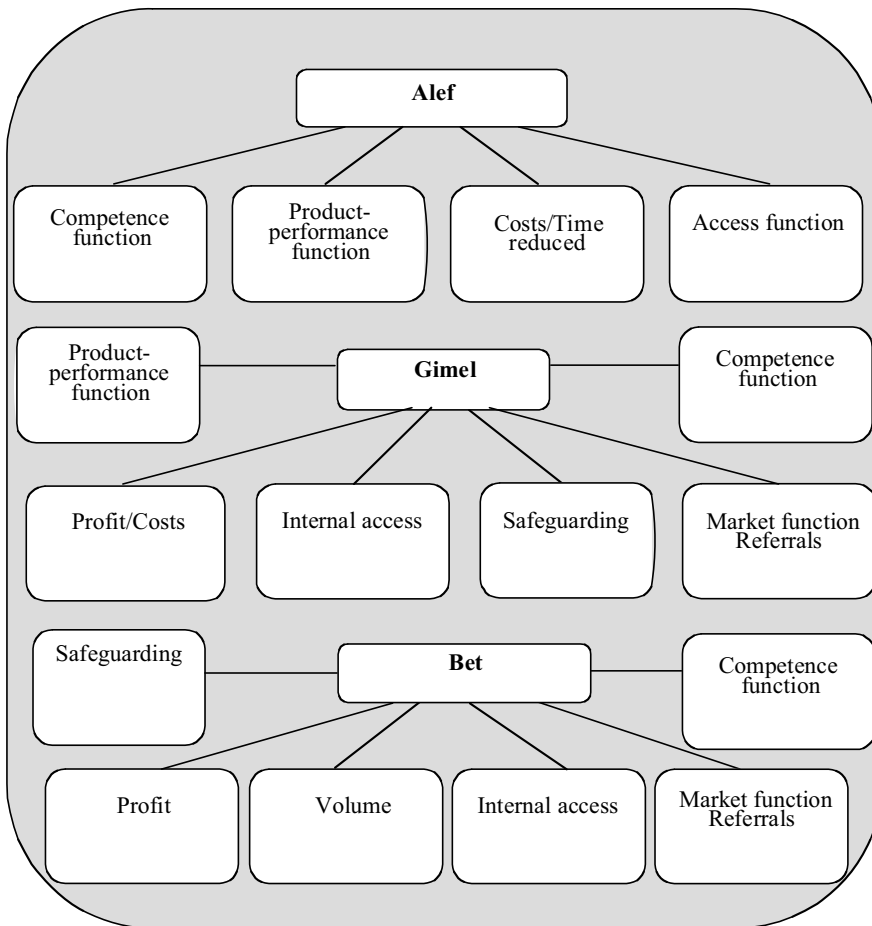 Alef
Competence
function
Product-
performance
function
Costs/Time
reduced
Access function
Product-
performance
function
Gimel
Competence
function
Profit/Costs
Internal access
Safeguarding
Market function
Referrals
Safeguarding
Bet
Competence
function
Profit
Volume
Internal access
Market function
Referrals